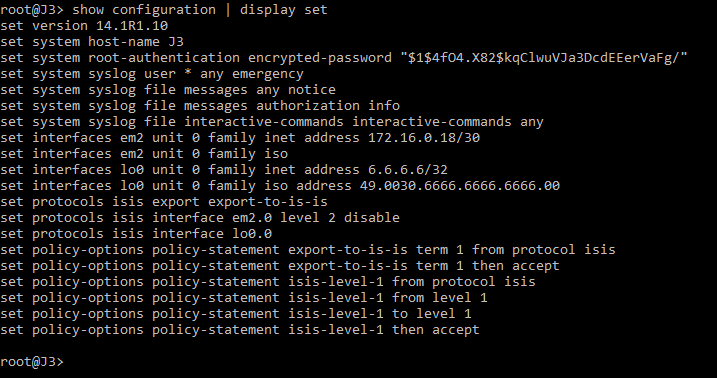 root@J3> show configuration | display set
set version 14.1R1.10
set system host-name J3
set system root-authentication encrypted-password "$1$4fO4.X82$kqClwuVJa3DcdEEerVaFg/"
set system syslog user * any emergency
set system syslog file messages any notice
set system syslog file messages authorization info
set system syslog file interactive-commands interactive-commands any
set interfaces em2 unit 0 family inet address 172.16.0.18/30
set interfaces em2 unit 0 family iso
set interfaces lo0 unit 0 family inet address 6.6.6.6/32
set interfaces lo0 unit 0 family iso address 49.0030.6666.6666.6666.00
set protocols isis export export-to-is-is
set protocols isis interface em2.0 level 2 disable
set protocols isis interface lo0.0
set policy-options policy-statement export-to-is-is term 1 from protocol isis
set policy-options policy-statement export-to-is-is term 1 then accept
set policy-options policy-statement isis-level-1 from protocol isis
set policy-options policy-statement isis-level-1 from level 1
set policy-options policy-statement isis-level-1 to level 1
set policy-options policy-statement isis-level-1 then accept
root@J3>